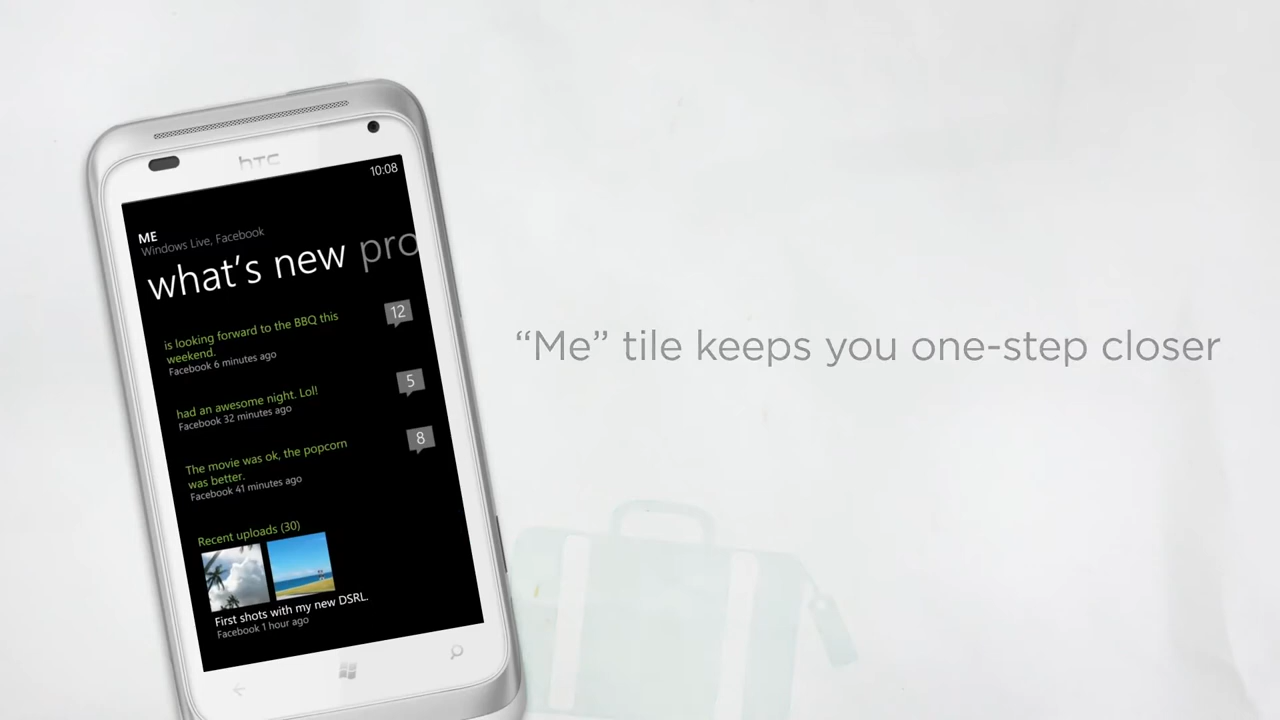 hTC
10:08
ME
Windows Live, Facebook
what's new pro
is looking forward to the BBQ this
weekend.
Facebook 6 minutes ago
12
had an awesome night. Lol!
Facebook 32 minutes ago
5
The movie was ok, the popcorn
was better.
Facebook 41 minutes ago
8
Recent uploads (30)
First shots with my new DSRL.
Facebook 1 hour ago
“Me” tile keeps you one-step closer